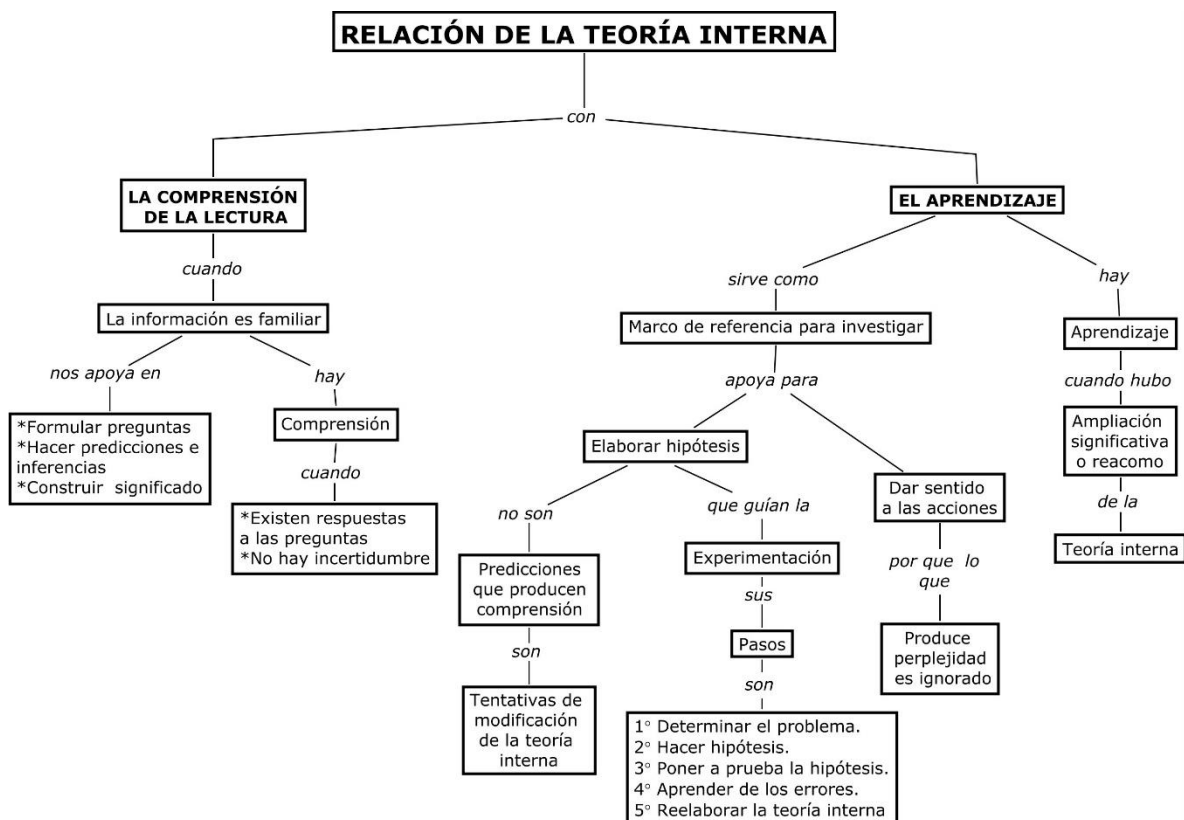 RELACIÓN DE LA TEORÍA INTERNA
con
LA COMPRENSIÓN
DE LA LECTURA
cuando
La información es familiar
nos apoya en
*Formular preguntas
*Hacer predicciones e
inferencias
*Construir significado
hay
Comprensión
cuando
*Existen respuestas
a las preguntas
*No hay incertidumbre
EL APRENDIZAJE
sirve como
Marco de referencia para investigar
apoya para
Elaborar hipótesis
no son
Predicciones
que producen
comprensión
son
Tentativas de
modificación
de la teoría
interna
que guían la
Experimentación
sus
Pasos
son
1° Determinar el problema.
2° Hacer hipótesis.
3° Poner a prueba la hipótesis.
4° Aprender de los errores.
5° Reelaborar la teoría interna
Dar sentido
a las acciones
por que lo
que
Produce
perplejidad
es ignorado
hay
Aprendizaje
cuando hubo
Ampliación
significativa
o reacomo
de la
Teoría interna